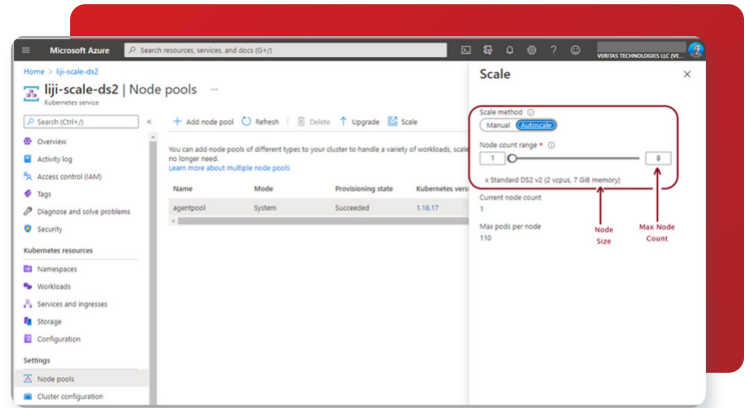 Microsoft Azure
Search resources, services, and docs (G+/)
VERITAS TECHNOLOGIES LLC (VE...
Home > liji-scale-ds2
liji-scale-ds2 | Node pools ...
Kubernetes service
Search (Ctrl+/)
«
Overview
Activity log
Access control (IAM)
Tags
Diagnose and solve problems
Security
Kubernetes resources
Namespaces
Workloads
Services and ingresses
Storage
Configuration
Settings
Node pools
Cluster configuration
+ Add node pool Refresh Delete Upgrade Scale
You can add node pools of different types to your cluster to handle a variety of workloads, scale
no longer need.
Learn more about multiple node pools
Name Mode Provisioning state Kubernetes vers
agentpool System Succeeded 1.18.17
Scale
Scale method
Manual Autoscale
Node count range *
1 8
x Standard DS2 v2 (2 vcpus, 7 GiB memory)
Current node count
1
Max pods per node
110
Node
Size
Max Node
Count